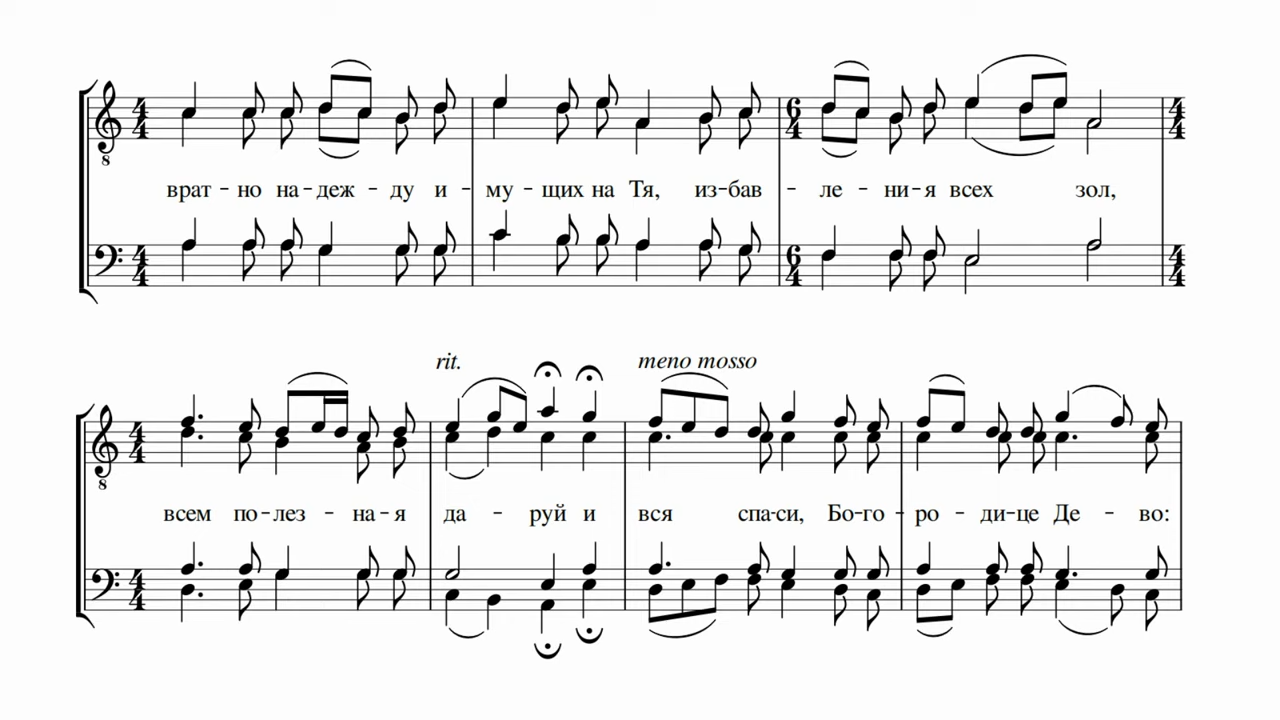 врат - но на - деж - ду и - му - щих на Тя, из - бав - ле - ни - я всех зол,
rit. meno mosso
всем по - лез - на - я да - руй и вся спа - си, Бо - го - ро - ди - це Де - во: